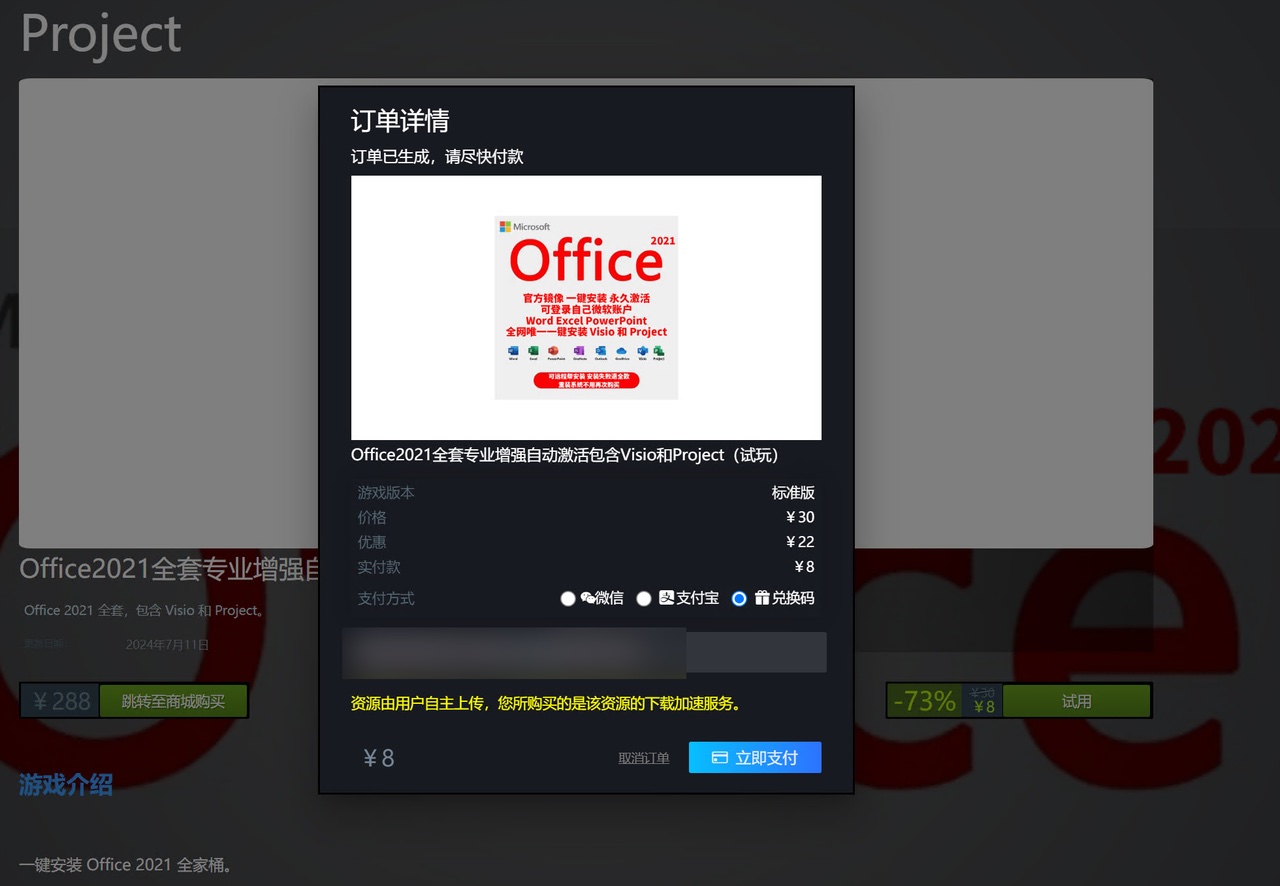 Project
订单详情
订单已生成，请尽快付款
Microsoft
Office 2021
官方镜像 一键安装 永久激活
可登录自己微软账户
Word Excel PowerPoint
全网唯一一键安装 Visio 和 Project
可远程帮安装 安装失败退全款
重装系统不用再次购买
Office2021全套专业增强自动激活包含Visio和Project（试玩）
游戏版本 标准版
价格 ¥30
优惠 ¥22
实付款 ¥8
支付方式 微信 支付宝 兑换码
资源由用户自主上传，您所购买的是该资源的下载加速服务。
¥8 取消订单 立即支付
Office2021全套专业增强自
Office 2021 全套，包含 Visio 和 Project。
2024年7月11日
¥288 跳转至商城购买
-73% ¥30 ¥8 试用
游戏介绍
一键安装 Office 2021 全家桶。
202
ce